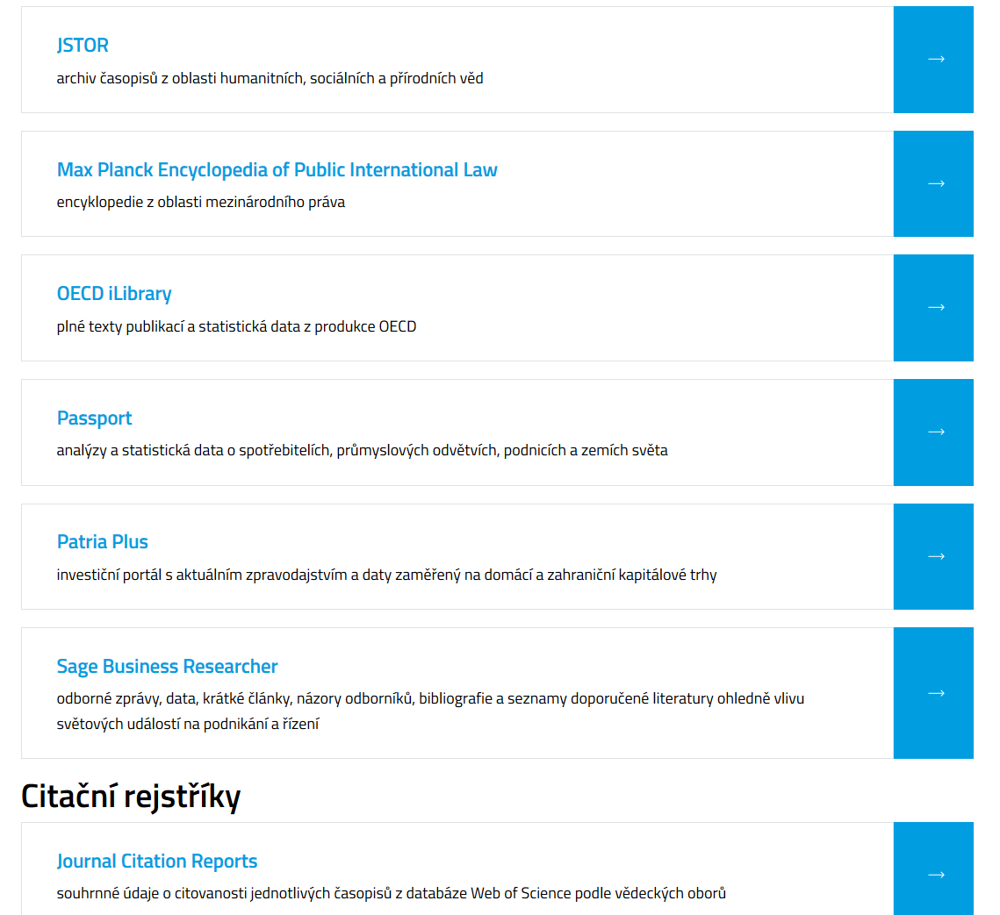 JSTOR
archiv časopisů z oblasti humanitních, sociálních a přírodních věd
→
Max Planck Encyclopedia of Public International Law
encyklopedie z oblasti mezinárodního práva
→
OECD iLibrary
plné texty publikací a statistická data z produkce OECD
→
Passport
analýzy a statistická data o spotřebitelích, průmyslových odvětvích, podnicích a zemích světa
→
Patria Plus
investiční portál s aktuálním zpravodajstvím a daty zaměřený na domácí a zahraniční kapitálové trhy
→
Sage Business Researcher
odborné zprávy, data, krátké články, názory odborníků, bibliografie a seznamy doporučené literatury ohledně vlivu
světových událostí na podnikání a řízení
→
Citační rejstříky
Journal Citation Reports
souhrnné údaje o citovanosti jednotlivých časopisů z databáze Web of Science podle vědeckých oborů
→